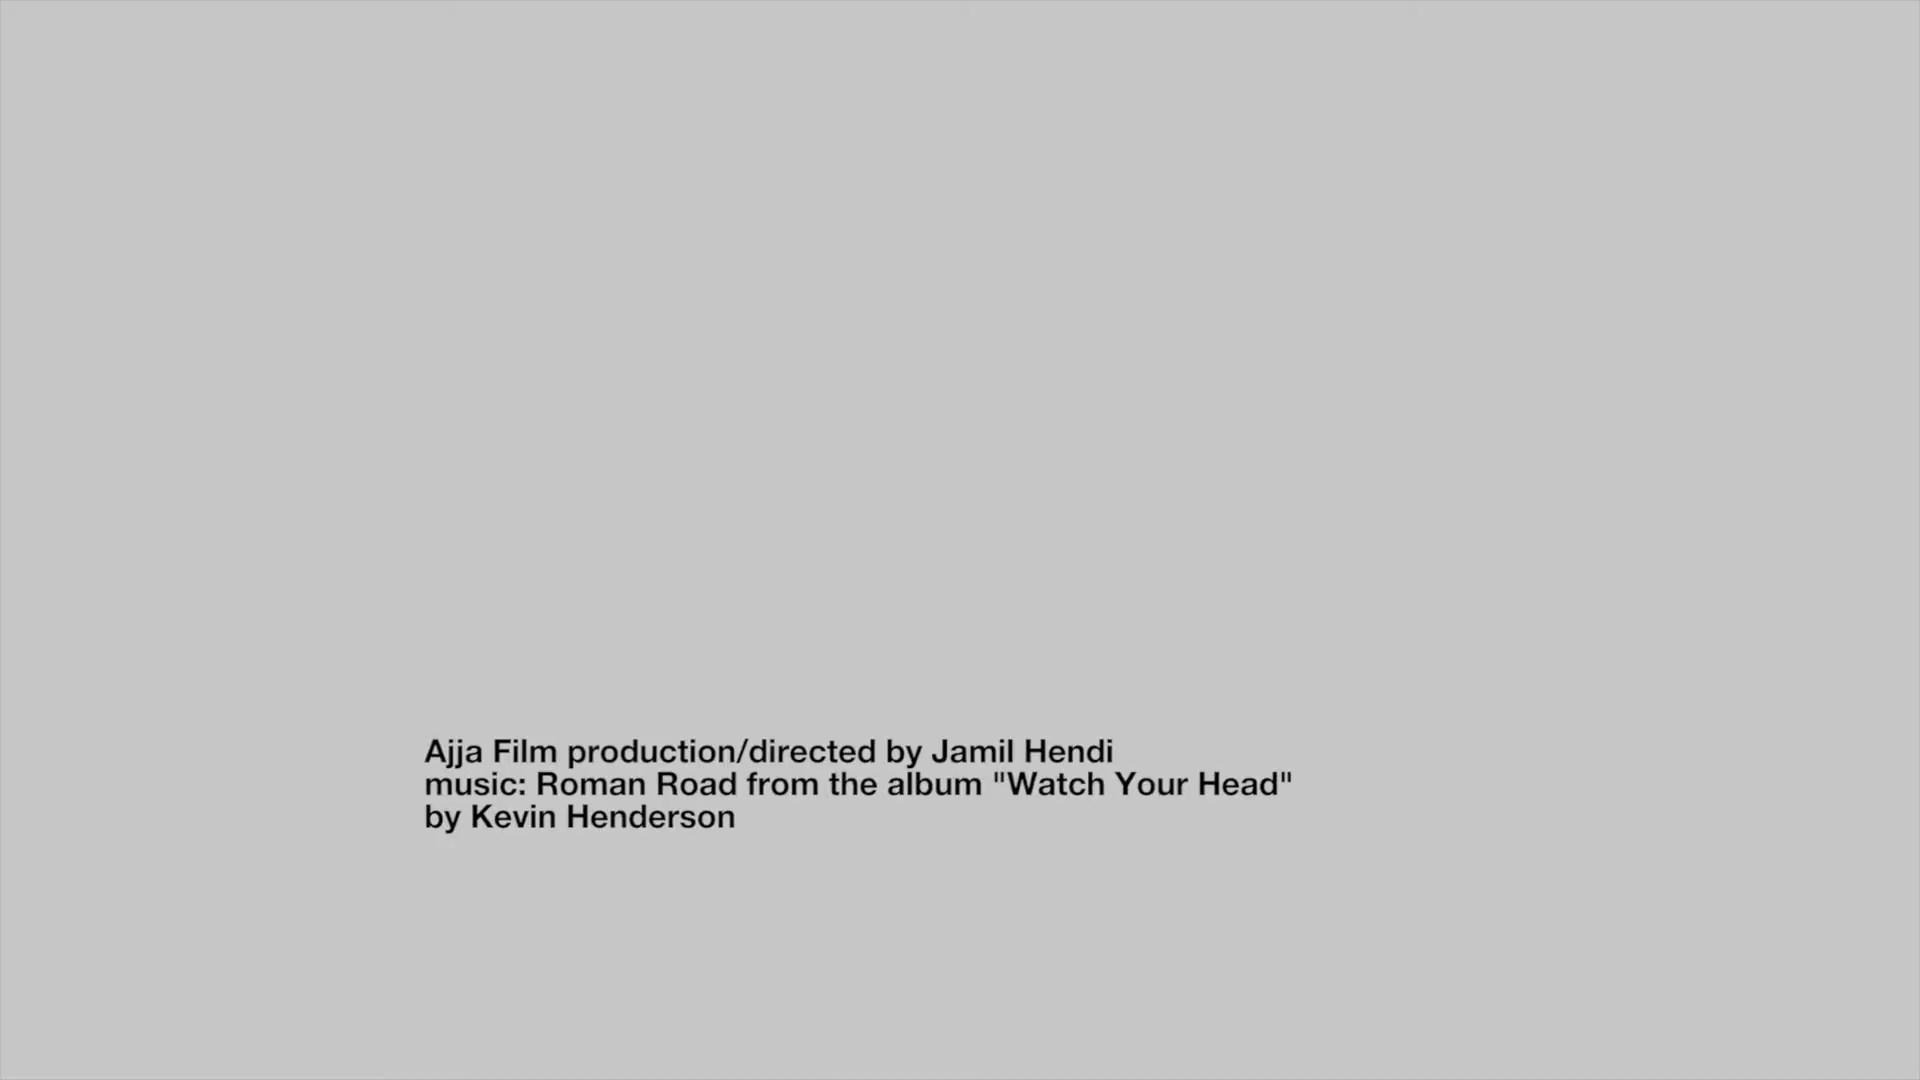 Ajja Film production/directed by Jamil Hendi
music: Roman Road from the album "Watch Your Head"
by Kevin Henderson